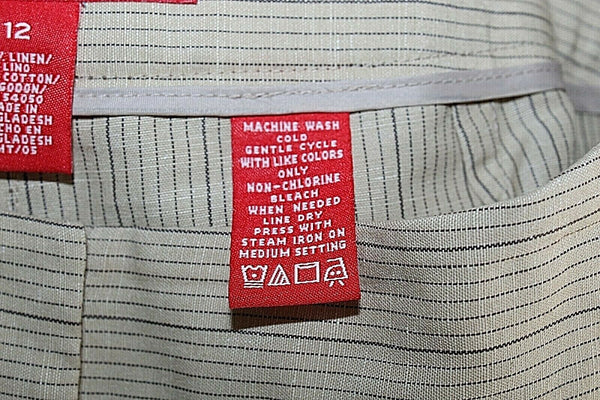 12
/LINEN/
LINO
COTTON/
GODON/
54050
ADE IN
GLADESH
CHO EN
GLADESH
HT/05
MACHINE WASH
COLD
GENTLE CYCLE
WITH LIKE COLORS
ONLY
NON-CHLORINE
BLEACH
WHEN NEEDED
LINE DRY
PRESS WITH
STEAM IRON ON
MEDIUM SETTING